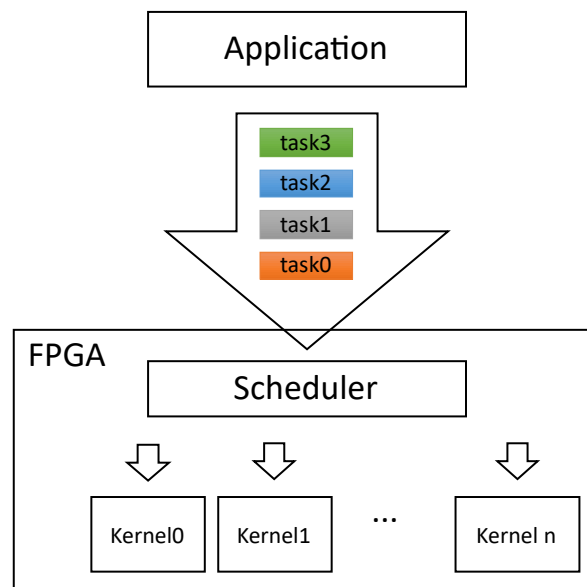 Application
task3
task2
task1
task0
FPGA
Scheduler
Kernel0
Kernel1
...
Kernel n